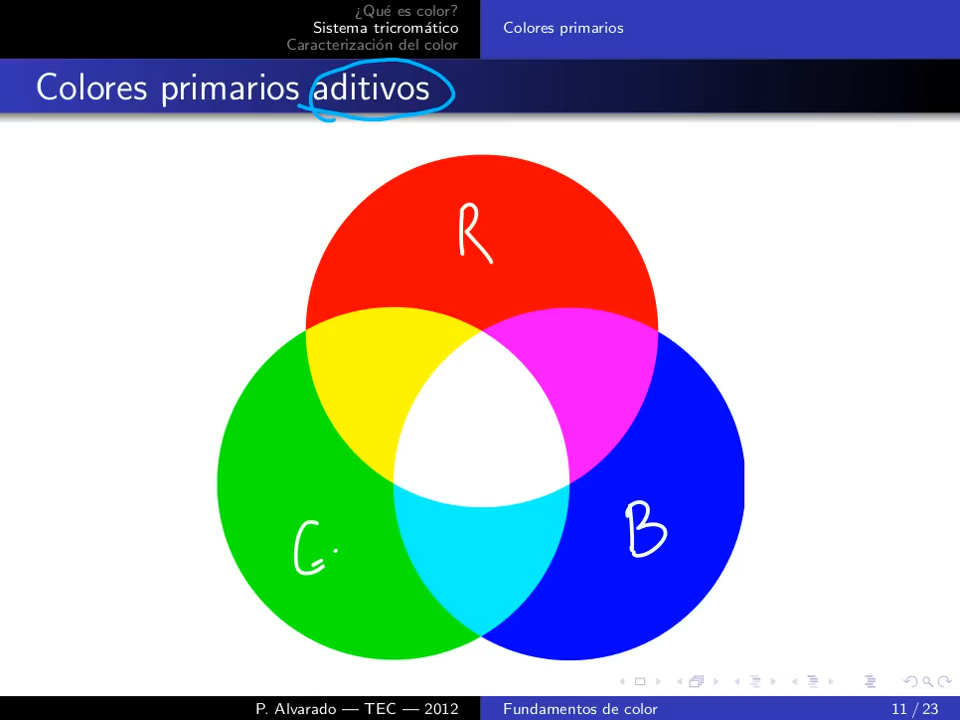 ¿Qué es color?
Sistema tricromático
Caracterización del color
Colores primarios
Colores primarios aditivos
R
G
B
P. Alvarado — TEC — 2012
Fundamentos de color
11 / 23